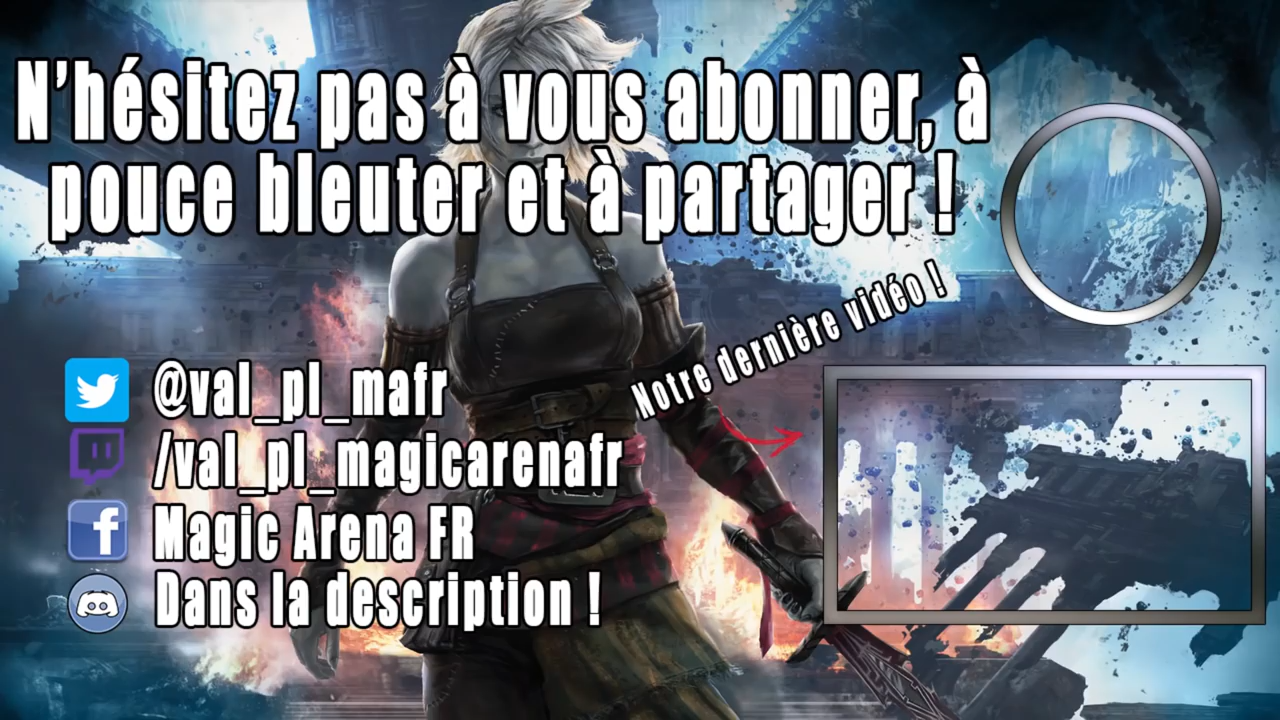 N'hésitez pas à vous abonner, à
pouce bleuter et à partager !
Notre dernière vidéo !
@val_pl_mafr
/val_pl_magicarenafr
Magic Arena FR
Dans la description !